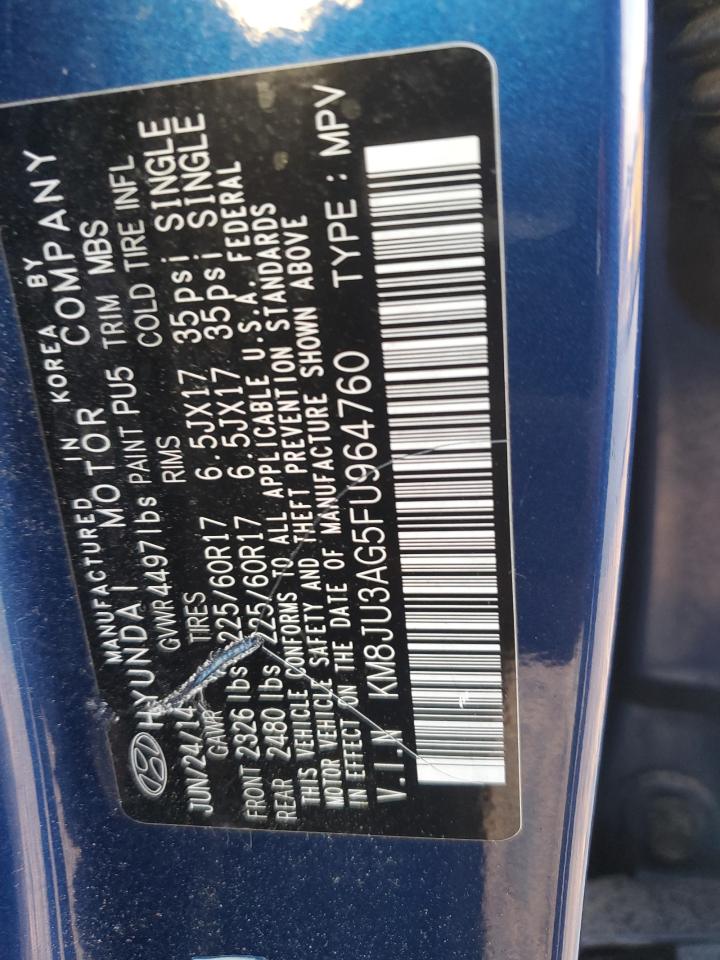 MANUFACTURED IN KOREA BY
HYUNDAI MOTOR COMPANY
JUN/24/14 GVWR4497lbs PAINT PU5 TRIM MBS
GAWR TIRES RIMS COLD TIRE INFL
FRONT 2326 lbs 225/60R17 6.5JX17 35psi SINGLE
REAR 2480 lbs 225/60R17 6.5JX17 35psi SINGLE
THIS VEHICLE CONFORMS TO ALL APPLICABLE U.S.A. FEDERAL
MOTOR VEHICLE SAFETY AND THEFT PREVENTION STANDARDS
IN EFFECT ON THE DATE OF MANUFACTURE SHOWN ABOVE
V.I.N KM8JU3AG5FU964760 TYPE : MPV